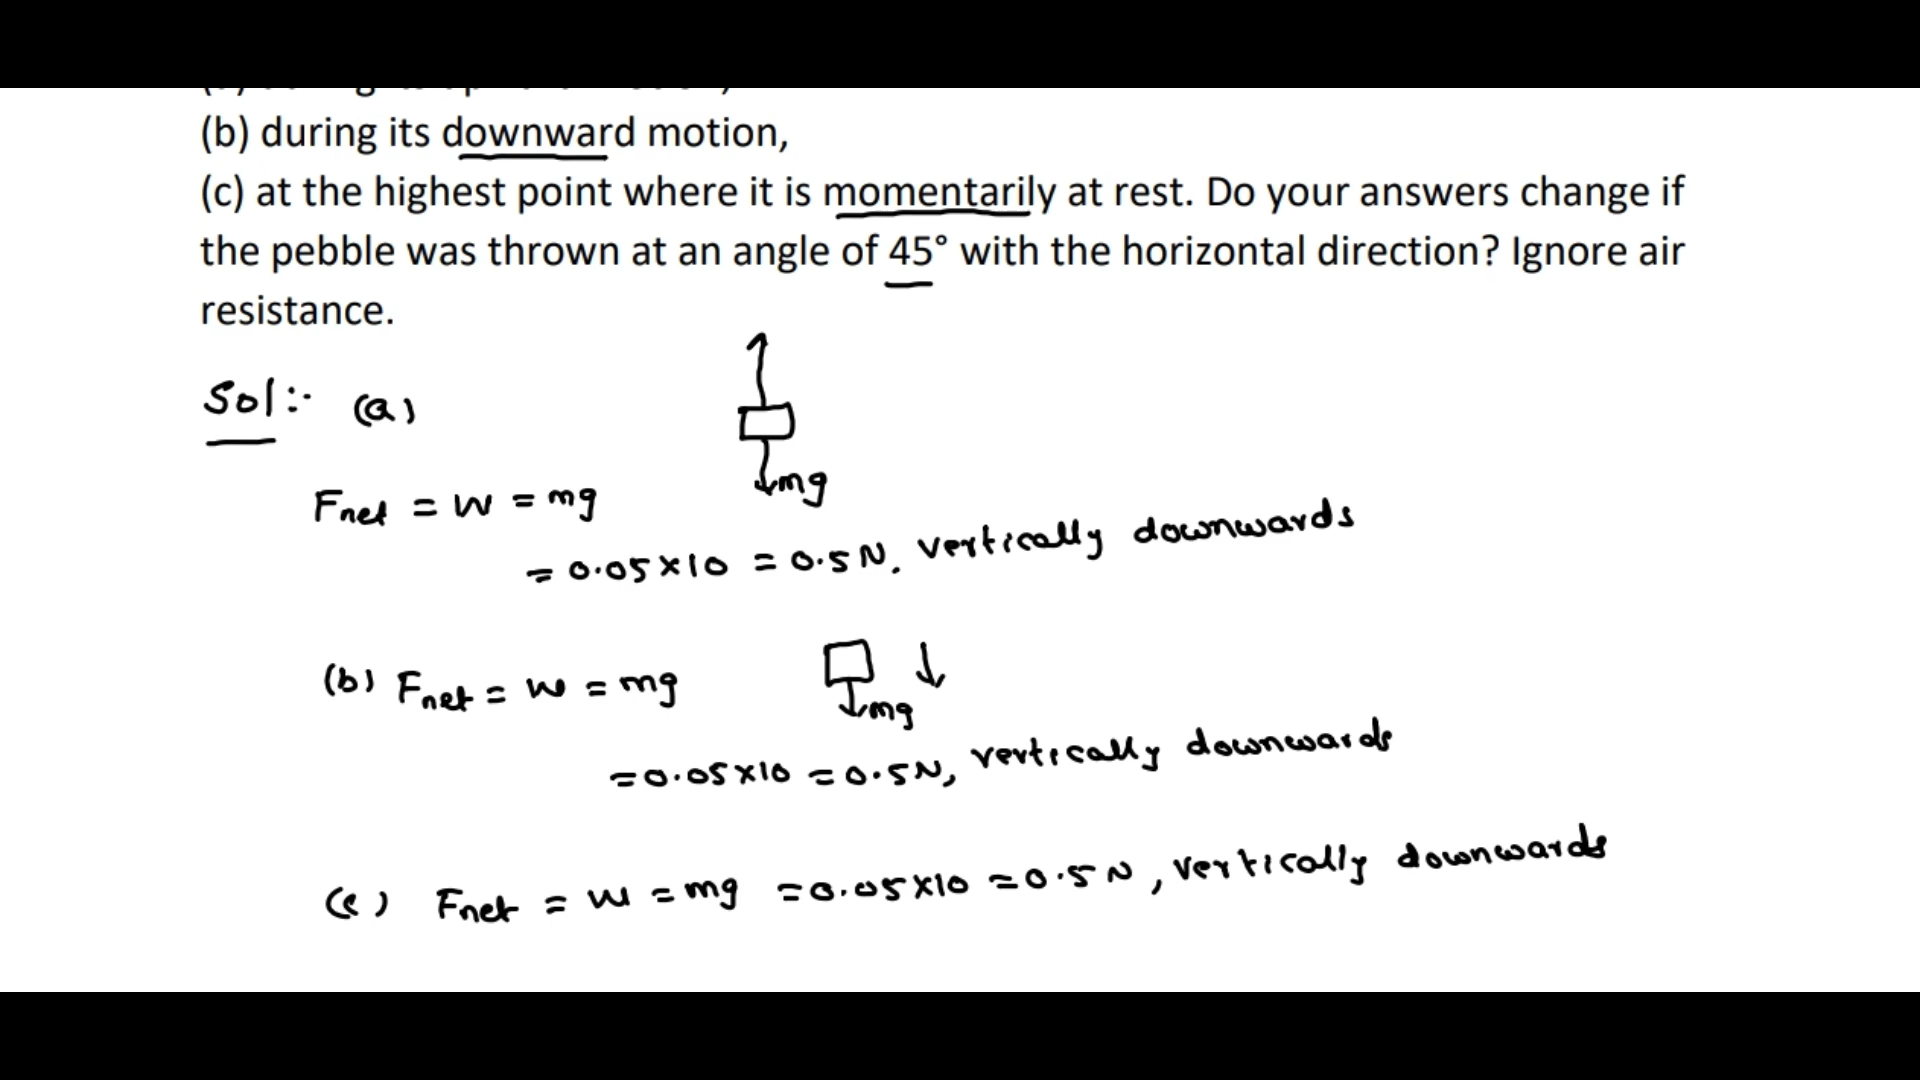 (b) during its downward motion,
(c) at the highest point where it is momentarily at rest. Do your answers change if
the pebble was thrown at an angle of 45° with the horizontal direction? Ignore air
resistance.
Sol:- (a)
mg
Fnet = W = mg
= 0.05×10 = 0.5 N. vertically downwards
(b) Fnet = W = mg
mg
= 0.05×10 = 0.5N, vertically downwards
(c) Fnet = W = mg = 0.05×10 = 0.5 N, vertically downwards